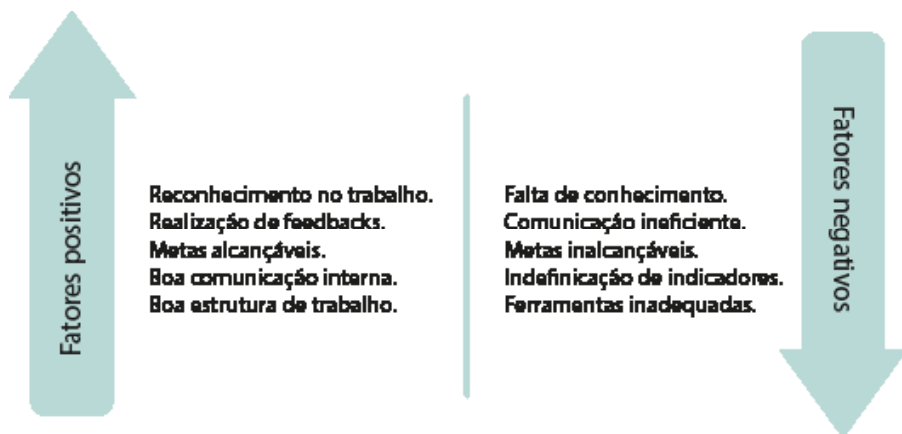 Fatores positivos
Reconhecimento no trabalho.
Realização de feedbacks.
Metas alcançáveis.
Boa comunicação interna.
Boa estrutura de trabalho.
Falta de conhecimento.
Comunicação ineficiente.
Metas inalcançáveis.
Indefinicação de indicadores.
Ferramentas inadequadas.
Fatores negativos